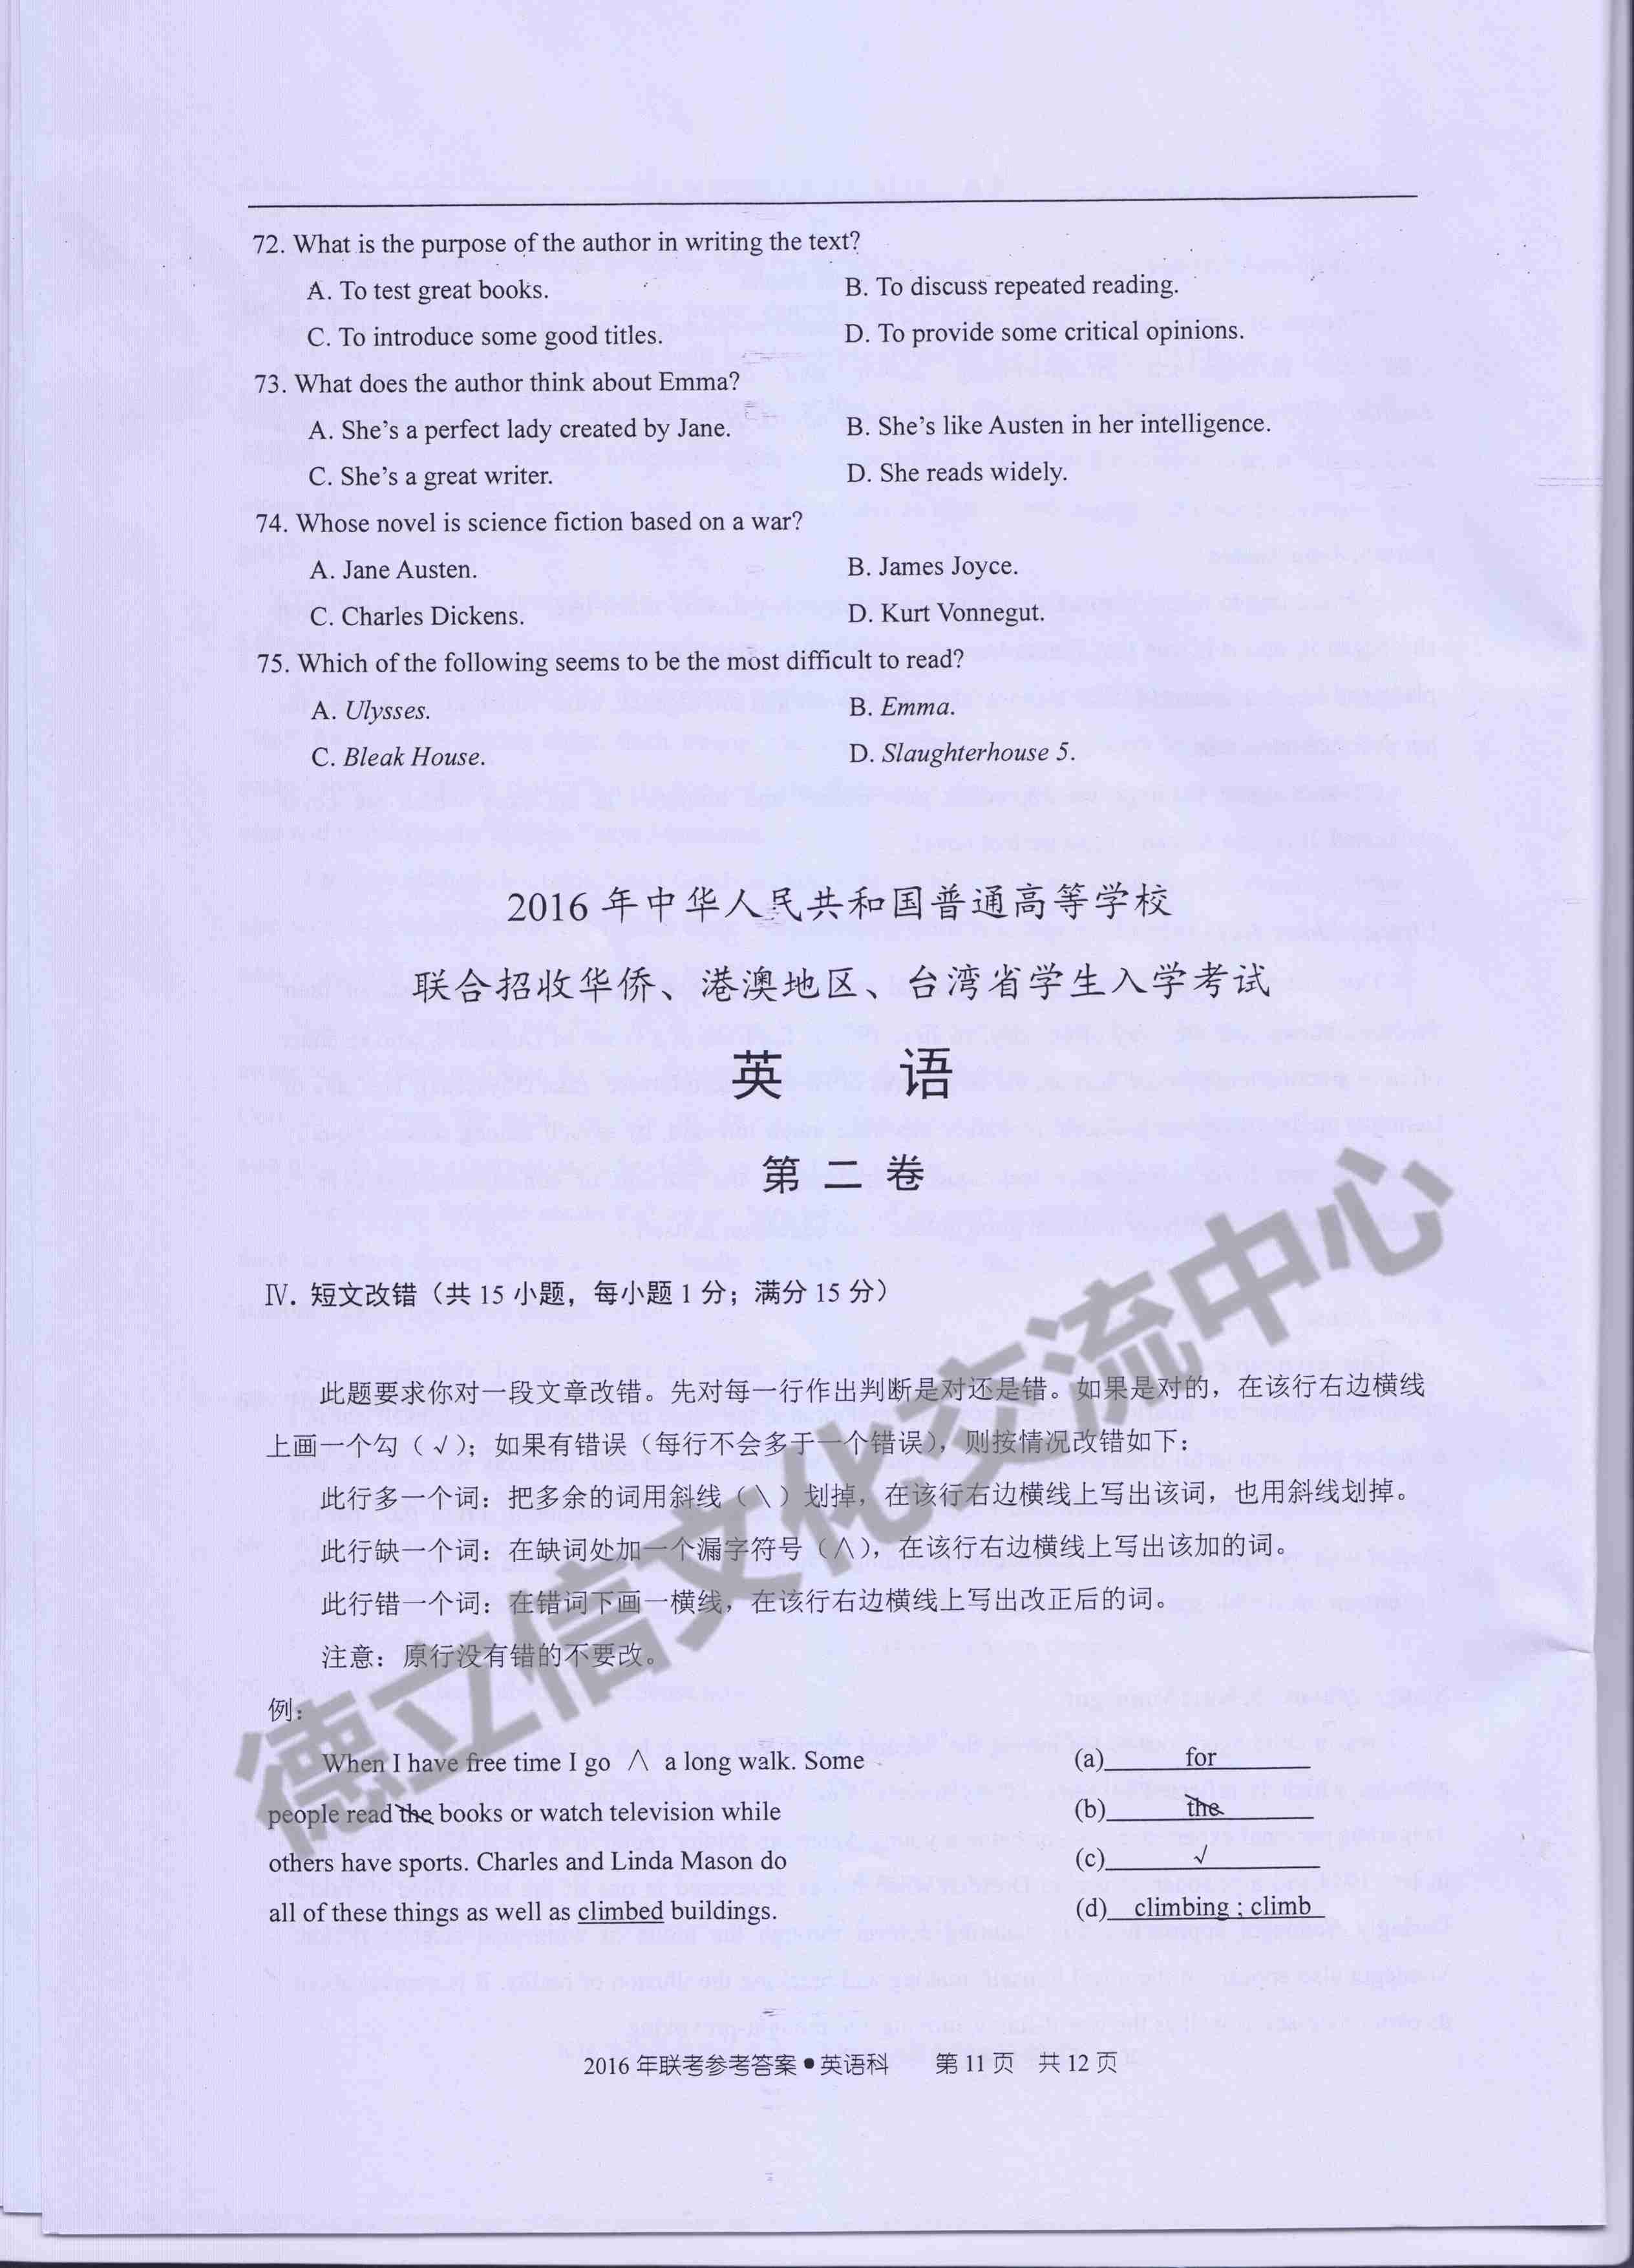 72. What is the purpose of the author in writing the text?
A. To test great books.
B. To discuss repeated reading.
C. To introduce some good titles.
D. To provide some critical opinions.
73. What does the author think about Emma?
A. She's a perfect lady created by Jane.
B. She's like Austen in her intelligence.
C. She's a great writer.
D. She reads widely.
74. Whose novel is science fiction based on a war?
A. Jane Austen.
B. James Joyce.
C. Charles Dickens.
D. Kurt Vonnegut.
75. Which of the following seems to be the most difficult to read?
A. Ulysses.
B. Emma.
C. Bleak House.
D. Slaughterhouse 5.
2016 年中华人民共和国普通高等学校
联合招收华侨、港澳地区、台湾省学生入学考试
英 语
第 二 卷
Ⅳ. 短文改错（共 15 小题，每小题 1 分；满分 15 分）
此题要求你对一段文章改错。先对每一行作出判断是对还是错。如果是对的，在该行右边横线
上画一个勾（√）；如果有错误（每行不会多于一个错误），则按情况改错如下：
此行多一个词：把多余的词用斜线（\）划掉，在该行右边横线上写出该词，也用斜线划掉。
此行缺一个词：在缺词处加一个漏字符号（∧），在该行右边横线上写出该加的词。
此行错一个词：在错词下画一横线，在该行右边横线上写出改正后的词。
注意：原行没有错的不要改。
例：
When I have free time I go ∧ a long walk. Some (a) for
people read the books or watch television while (b) the
others have sports. Charles and Linda Mason do (c) √
all of these things as well as climbed buildings. (d) climbing ; climb
2016 年联考参考答案●英语科 第 11 页 共 12 页
德立信文化交流中心